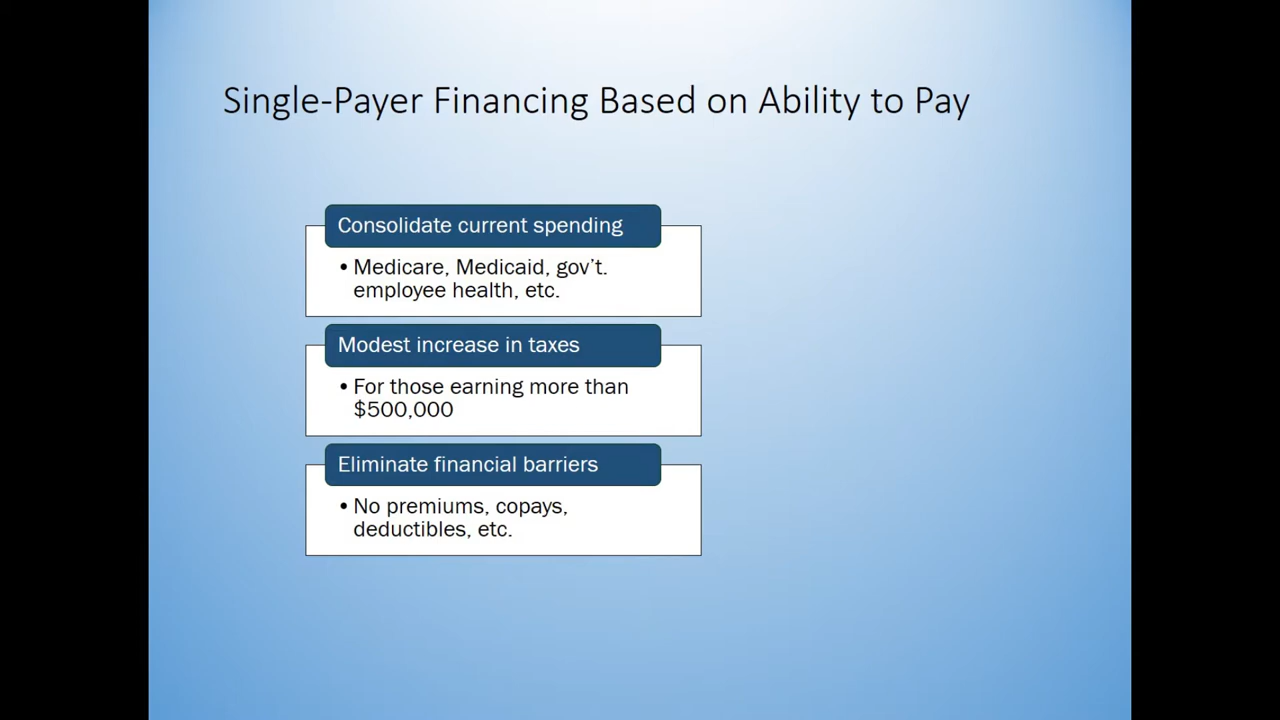 Single-Payer Financing Based on Ability to Pay
Consolidate current spending
• Medicare, Medicaid, gov’t.
employee health, etc.
Modest increase in taxes
• For those earning more than
$500,000
Eliminate financial barriers
• No premiums, copays,
deductibles, etc.